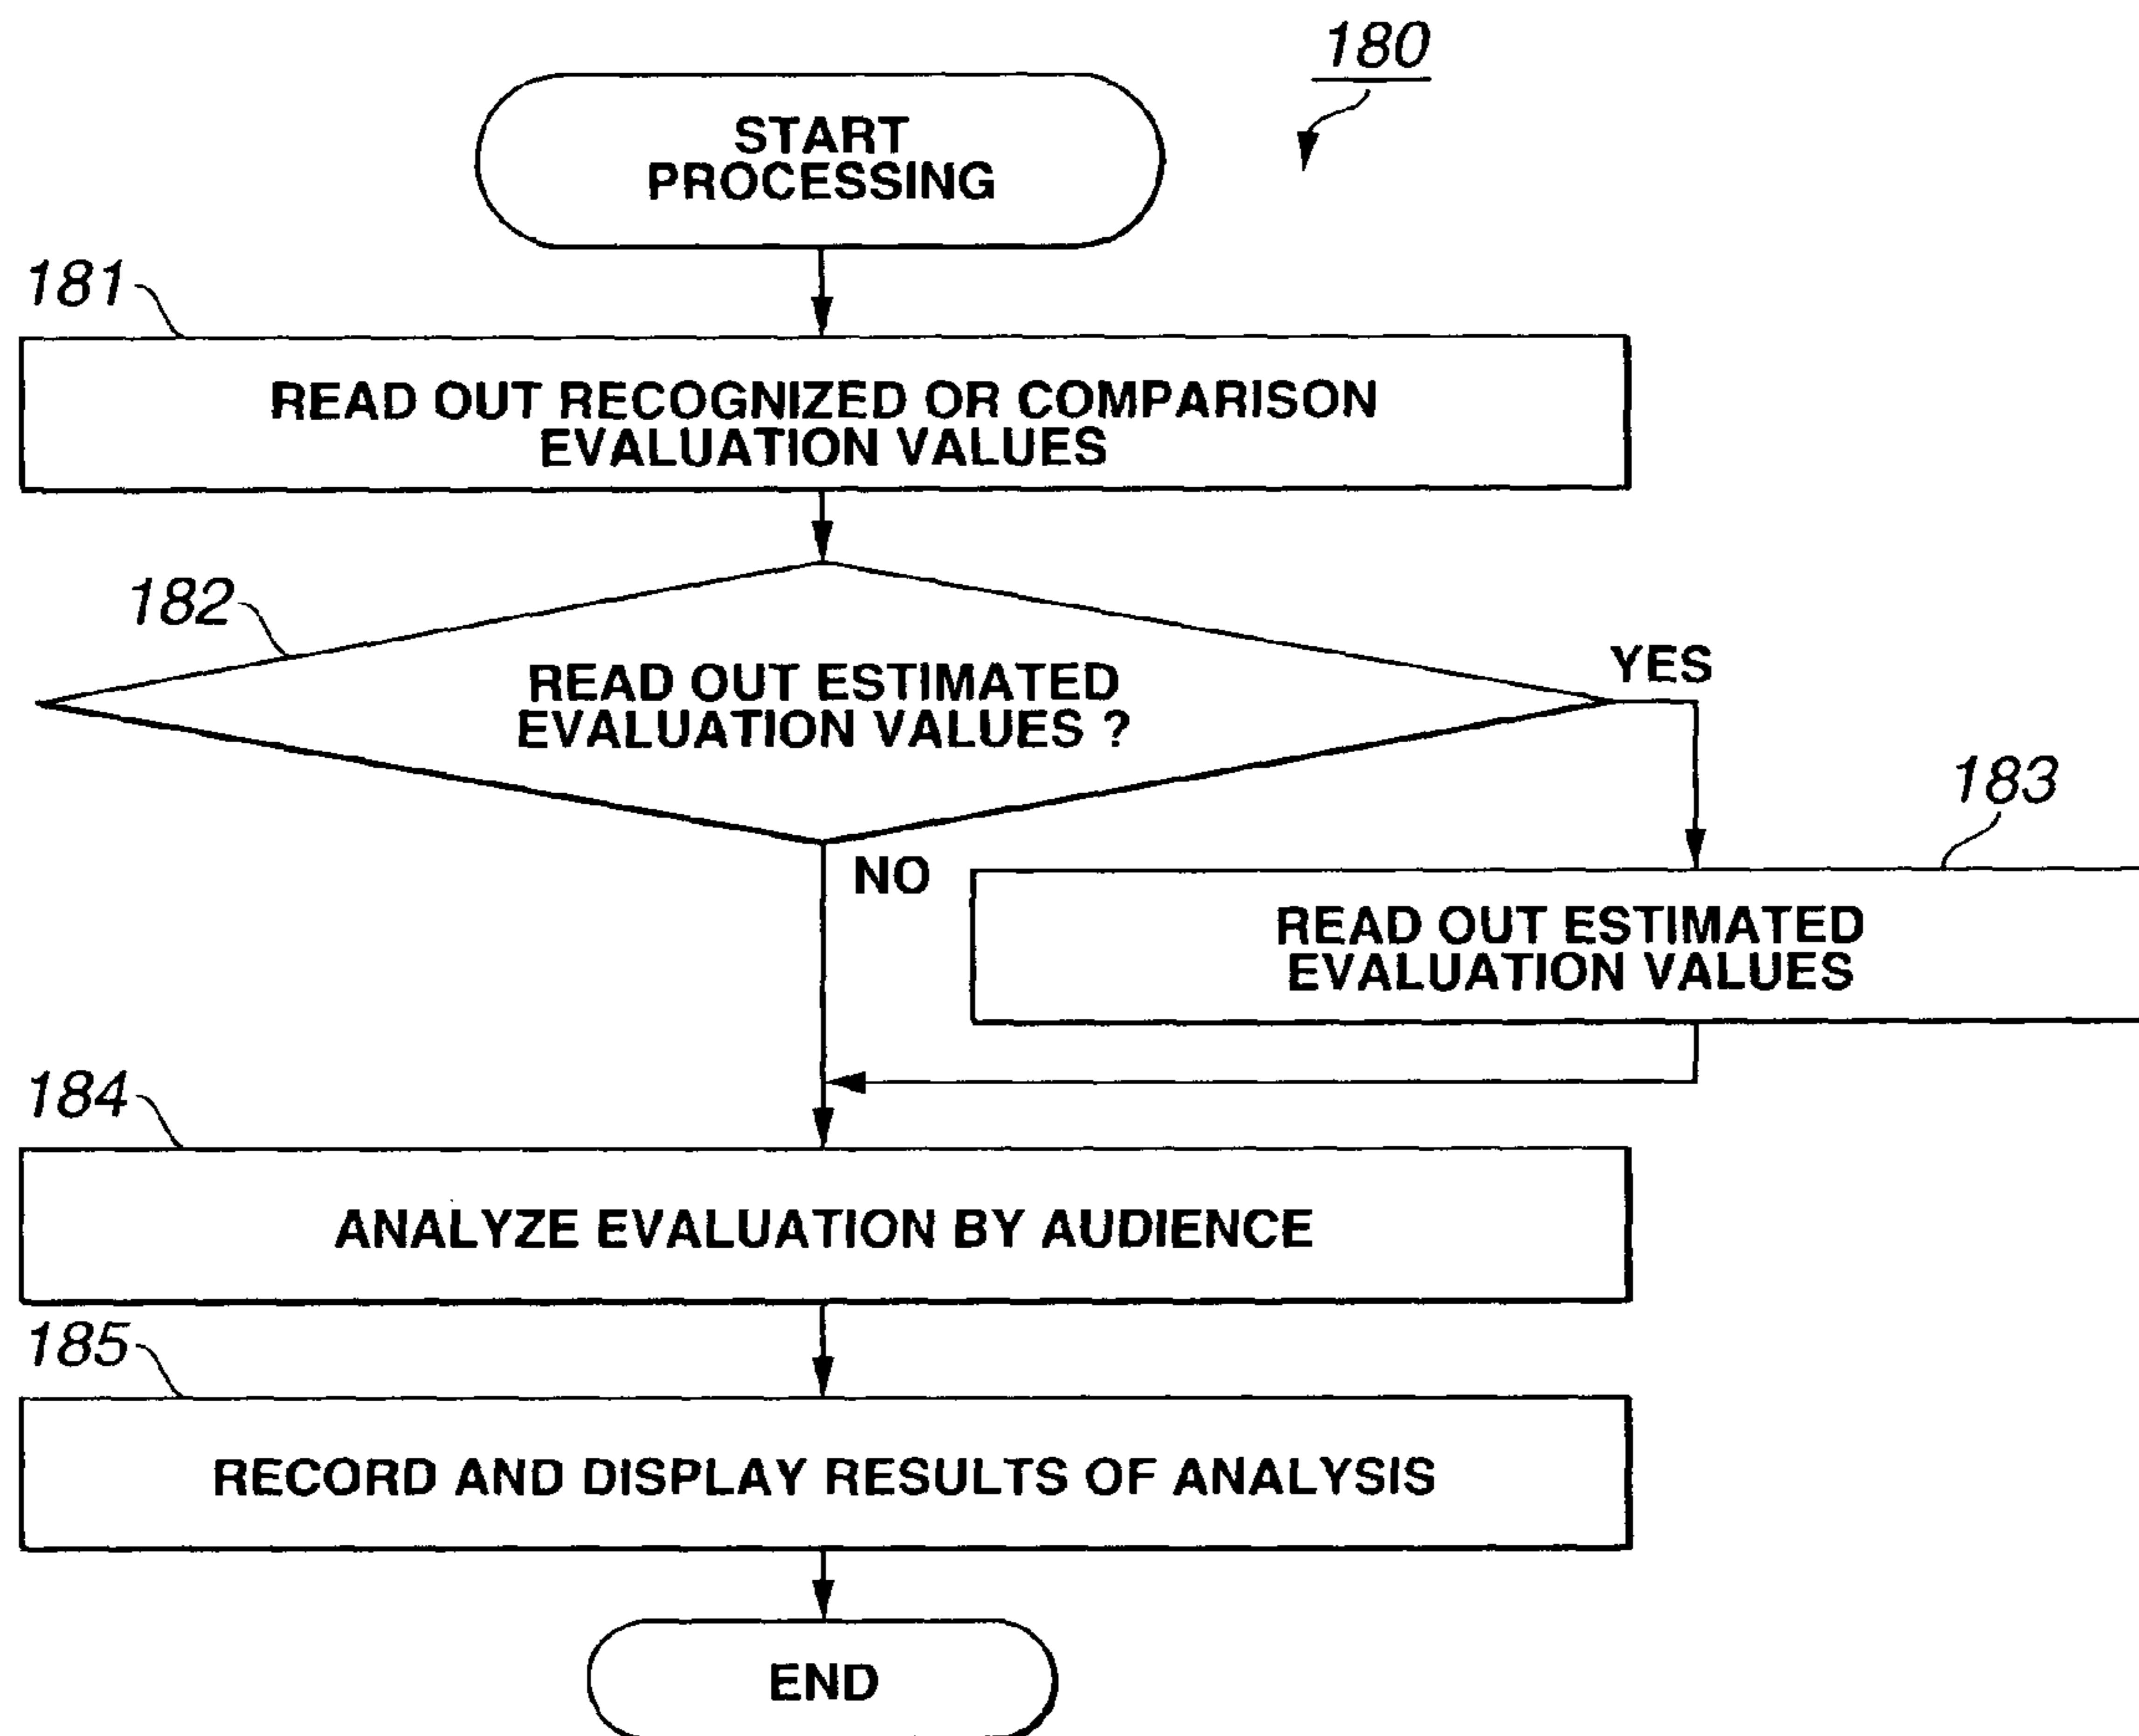 180
START
PROCESSING
181
READ OUT RECOGNIZED OR COMPARISON
EVALUATION VALUES
182
READ OUT ESTIMATED
EVALUATION VALUES ?
YES
NO
183
READ OUT ESTIMATED
EVALUATION VALUES
184
ANALYZE EVALUATION BY AUDIENCE
185
RECORD AND DISPLAY RESULTS OF ANALYSIS
END